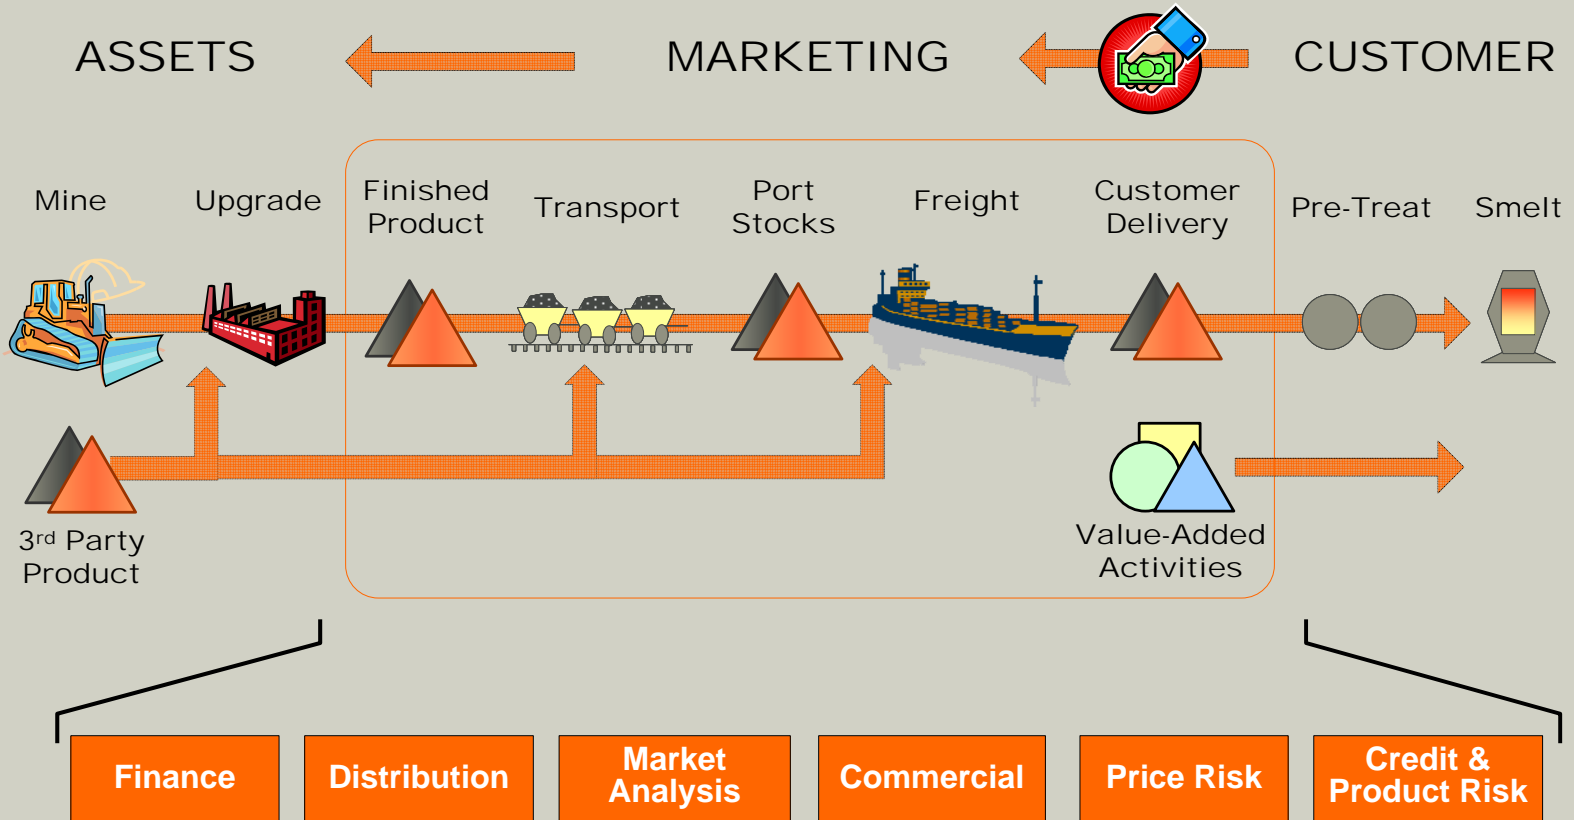 ASSETS
MARKETING
CUSTOMER
Mine
Upgrade
Finished
Product
Transport
Port
Stocks
Freight
Customer
Delivery
Pre-Treat
Smelt
3rd Party
Product
Value-Added
Activities
Finance
Distribution
Market
Analysis
Commercial
Price Risk
Credit &
Product Risk